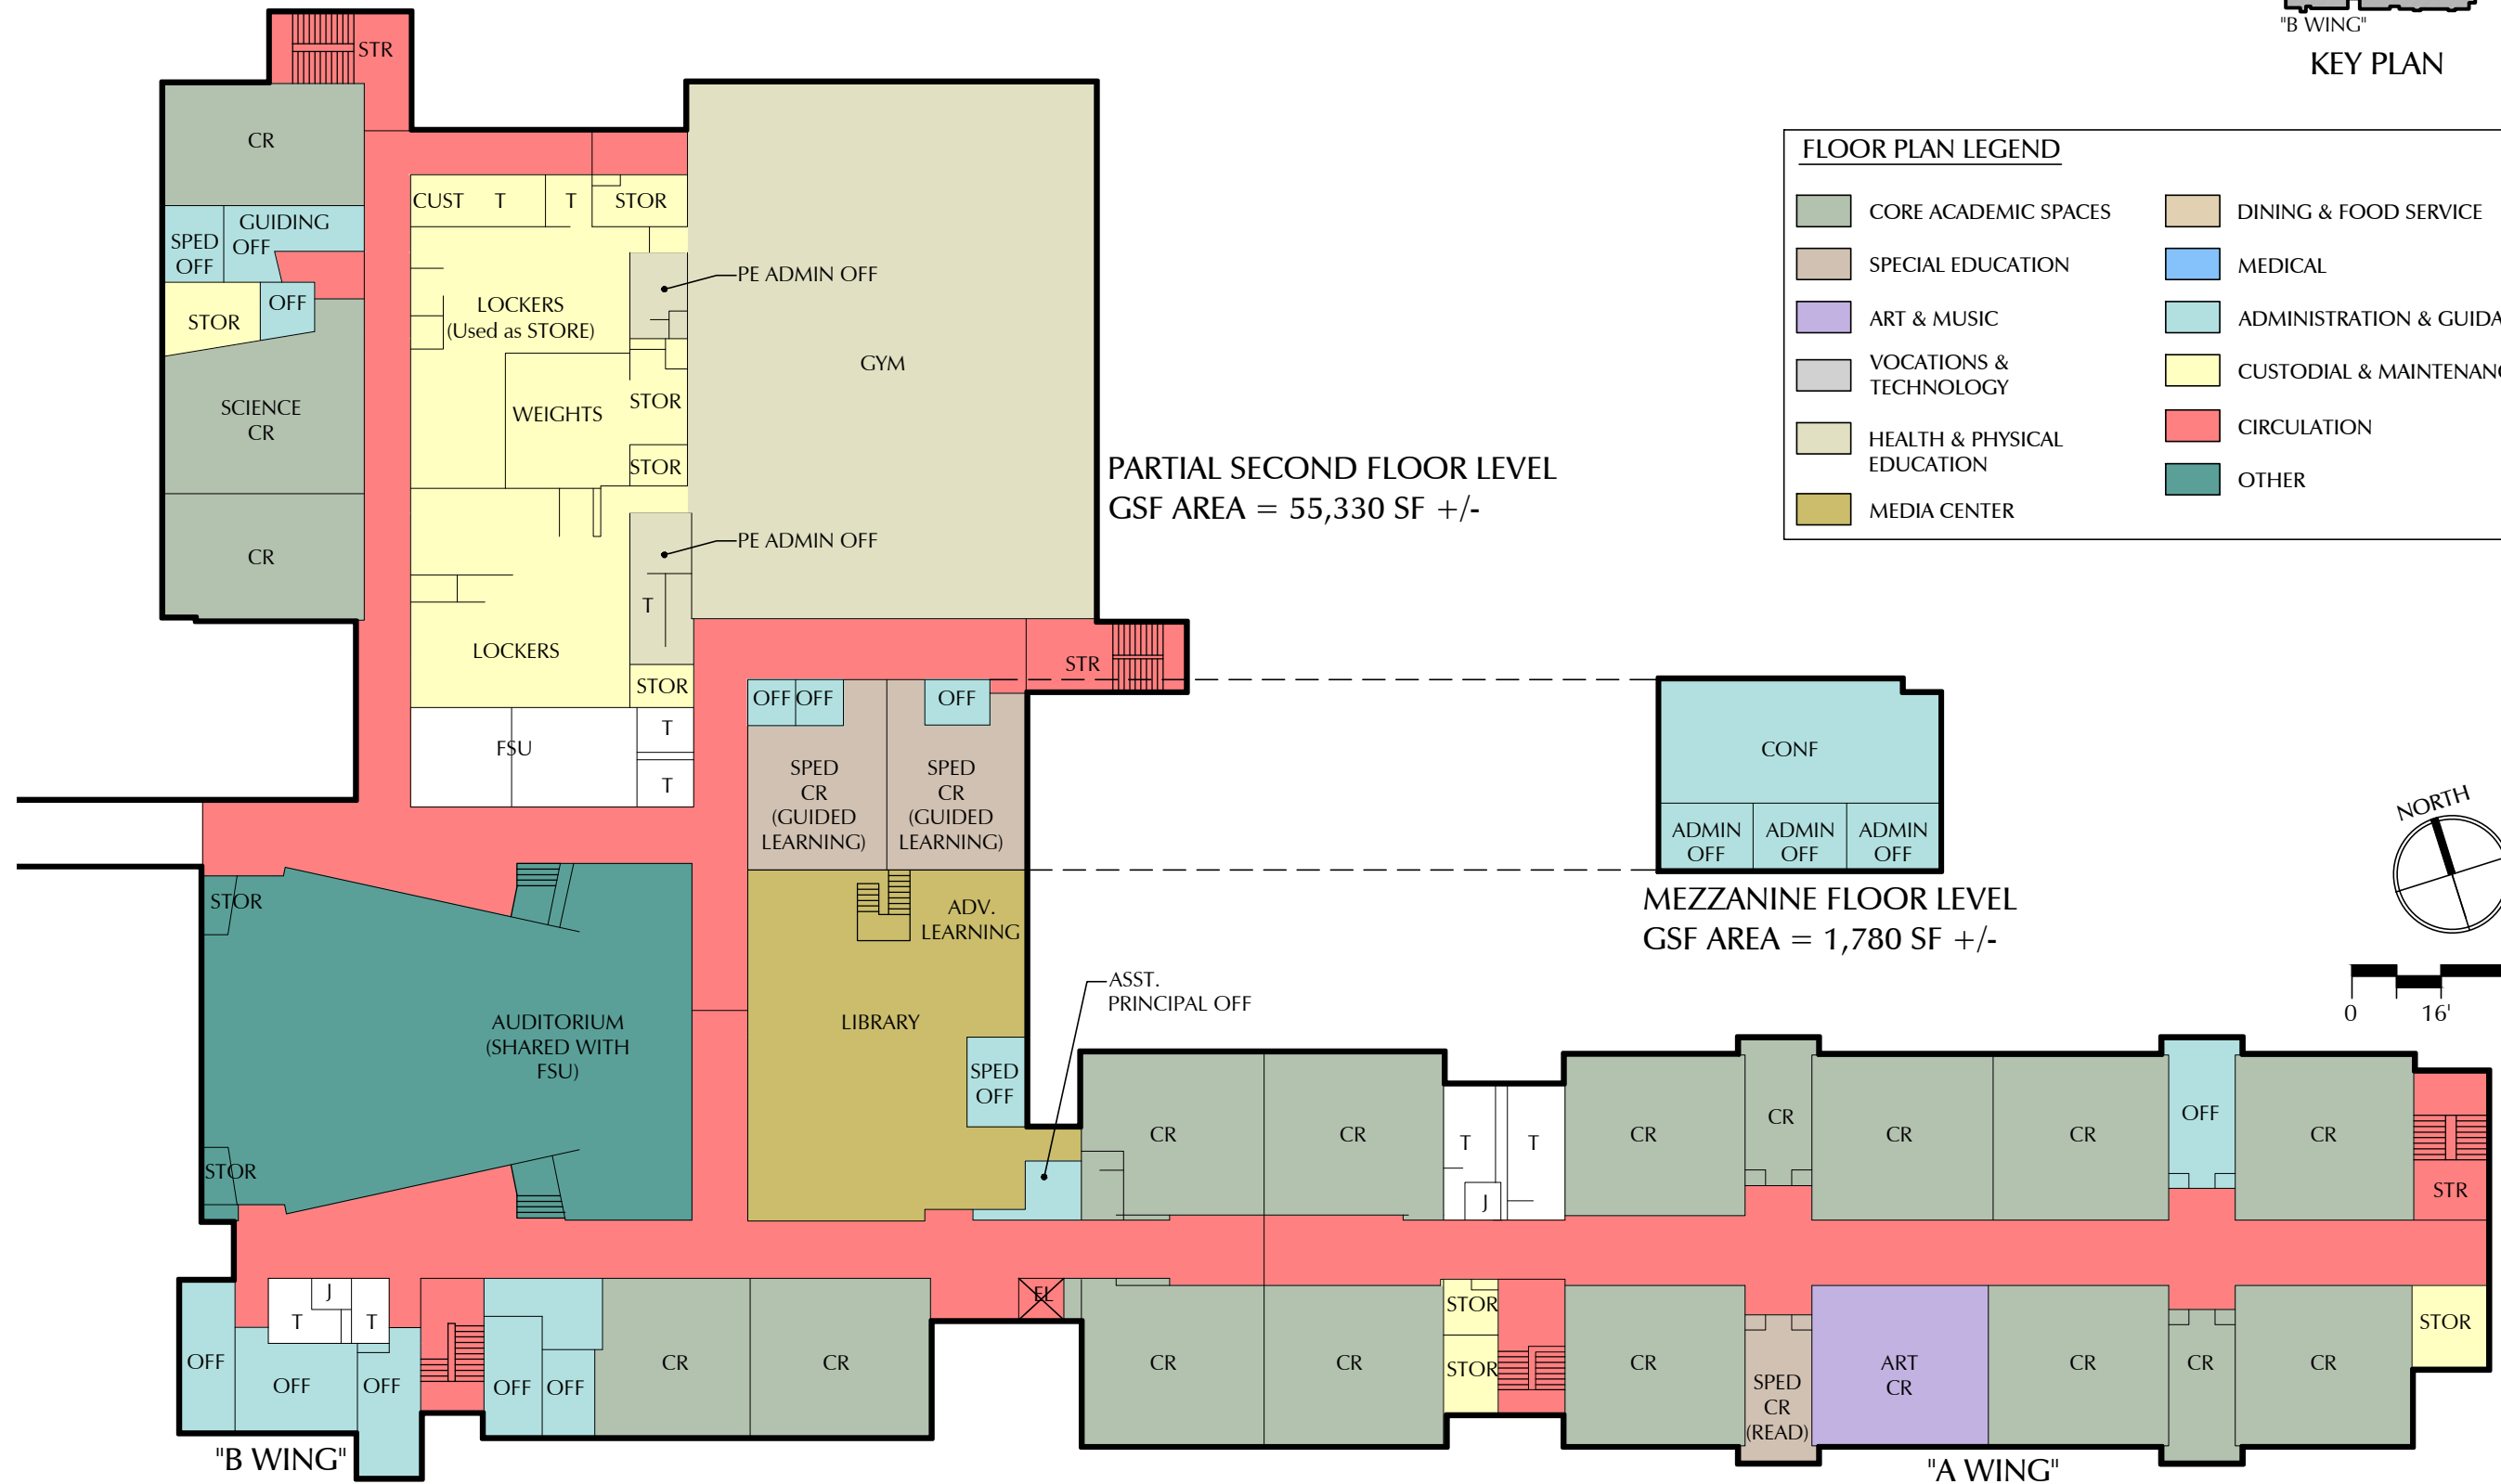 "B WING"
KEY PLAN
STR
CR
GUIDING
OFF
SPED
OFF
STOR
OFF
SCIENCE
CR
CR
CUST
T
T
STOR
LOCKERS
(Used as STORE)
PE ADMIN OFF
WEIGHTS
STOR
STOR
GYM
PE ADMIN OFF
T
LOCKERS
STOR
FSU
T
T
PARTIAL SECOND FLOOR LEVEL
GSF AREA = 55,330 SF +/-
FLOOR PLAN LEGEND
CORE ACADEMIC SPACES
SPECIAL EDUCATION
ART & MUSIC
VOCATIONS &
TECHNOLOGY
HEALTH & PHYSICAL
EDUCATION
MEDIA CENTER
DINING & FOOD SERVICE
MEDICAL
ADMINISTRATION & GUIDA
CUSTODIAL & MAINTENANC
CIRCULATION
OTHER
STR
OFF
OFF
OFF
SPED
CR
(GUIDED
LEARNING)
SPED
CR
(GUIDED
LEARNING)
CONF
ADMIN
OFF
ADMIN
OFF
ADMIN
OFF
MEZZANINE FLOOR LEVEL
GSF AREA = 1,780 SF +/-
NORTH
0
16'
STOR
AUDITORIUM
(SHARED WITH
FSU)
STOR
ADV.
LEARNING
LIBRARY
SPED
OFF
ASST.
PRINCIPAL OFF
CR
CR
T
T
J
CR
CR
CR
CR
OFF
CR
STR
J
T
T
OFF
OFF
OFF
OFF
OFF
CR
CR
EL
CR
CR
STOR
STOR
CR
SPED
CR
(READ)
ART
CR
CR
CR
CR
STOR
"B WING"
"A WING"